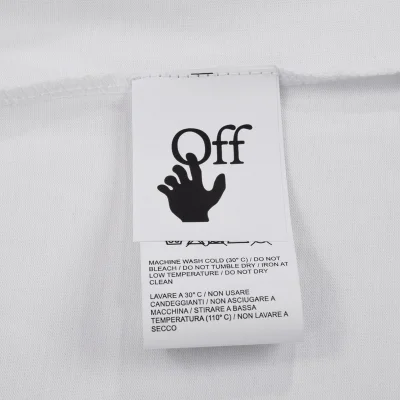 Off
MACHINE WASH COLD (30° C) / DO NOT
BLEACH / DO NOT TUMBLE DRY / IRON AT
LOW TEMPERATURE / DO NOT DRY
CLEAN
LAVARE A 30° C / NON USARE
CANDEGGIANTI / NON ASCIUGARE A
MACCHINA / STIRARE A BASSA
TEMPERATURA (110° C) / NON LAVARE A
SECCO